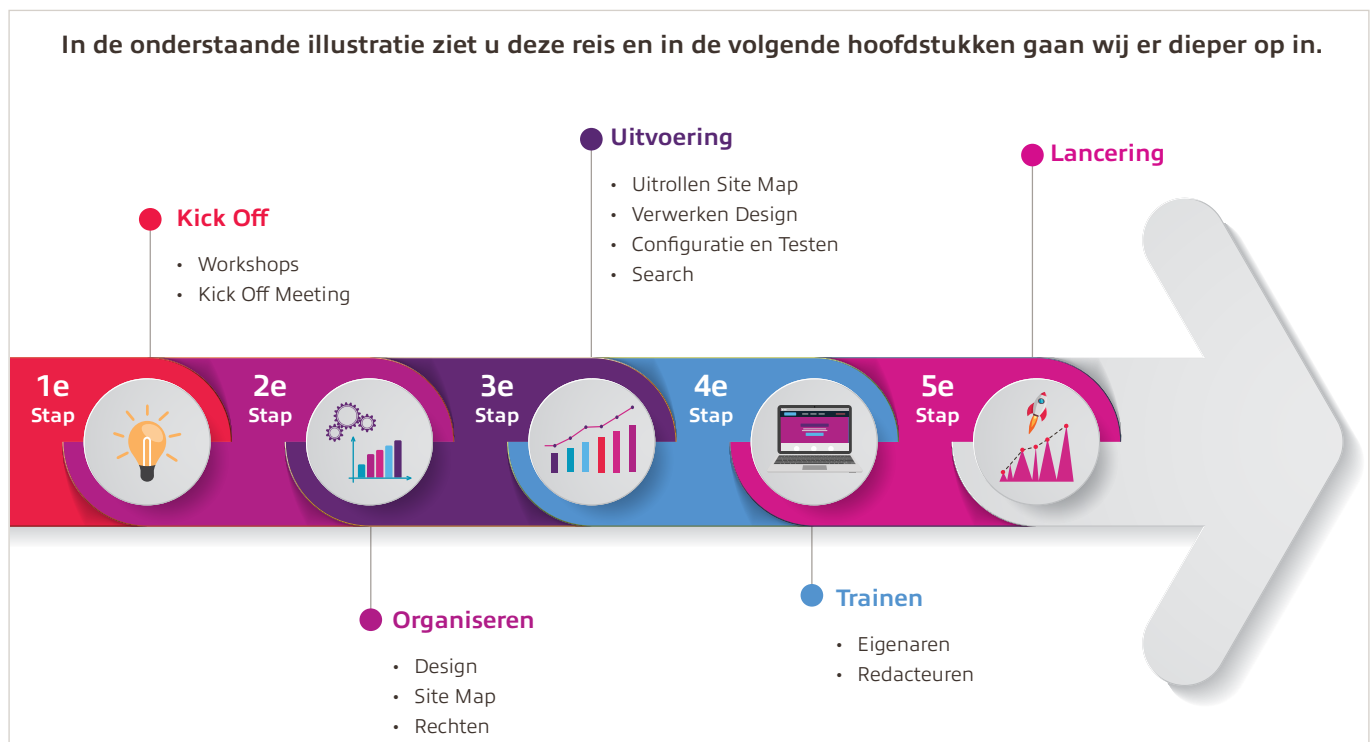 In de onderstaande illustratie ziet u deze reis en in de volgende hoofdstukken gaan wij er dieper op in.
Kick Off
• Workshops
• Kick Off Meeting
Uitvoering
• Uitrollen Site Map
• Verwerken Design
• Configuratie en Testen
• Search
Lancering
1e
Stap
2e
Stap
3e
Stap
4e
Stap
5e
Stap
Organiseren
• Design
• Site Map
• Rechten
Trainen
• Eigenaren
• Redacteuren